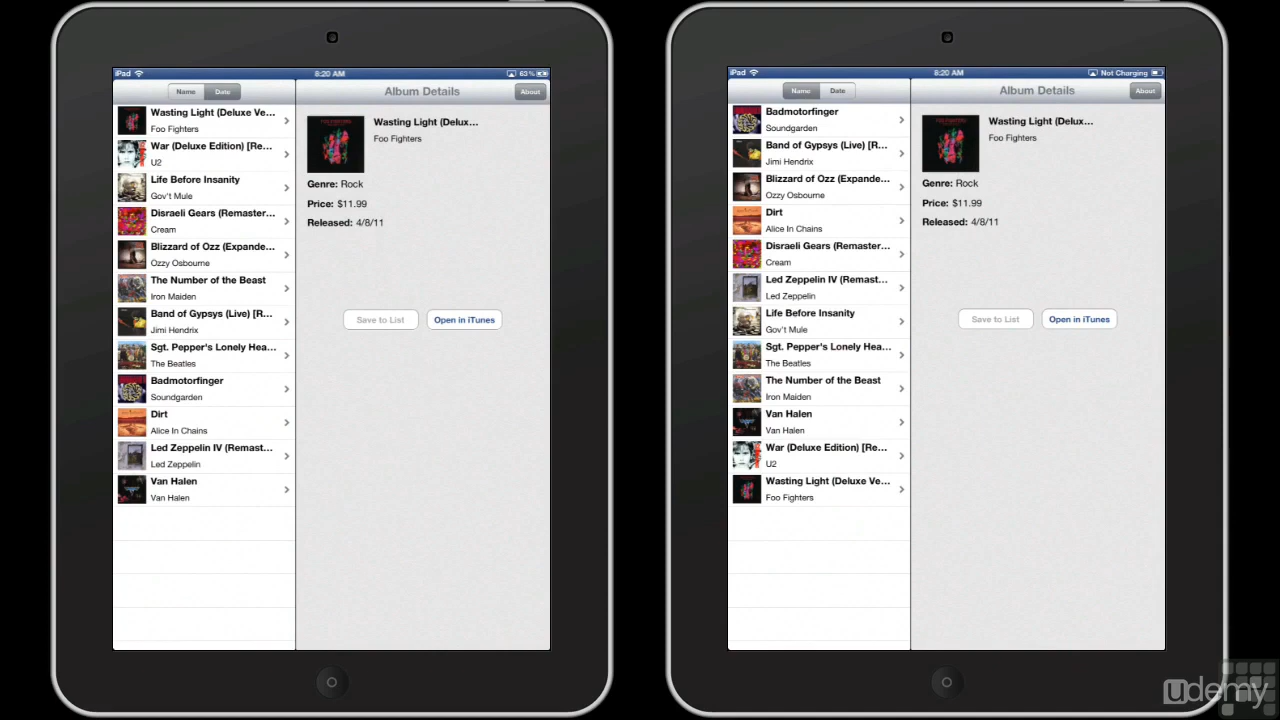 iPad 8:20 AM 63%
Name Date Album Details About
Wasting Light (Deluxe Ve...
Foo Fighters
War (Deluxe Edition) [Re...
U2
Life Before Insanity
Gov't Mule
Disraeli Gears (Remaster...
Cream
Blizzard of Ozz (Expande...
Ozzy Osbourne
The Number of the Beast
Iron Maiden
Band of Gypsys (Live) [R...
Jimi Hendrix
Sgt. Pepper's Lonely Hea...
The Beatles
Badmotorfinger
Soundgarden
Dirt
Alice In Chains
Led Zeppelin IV (Remast...
Led Zeppelin
Van Halen
Van Halen
Wasting Light (Delux...
Foo Fighters
Genre: Rock
Price: $11.99
Released: 4/8/11
Save to List Open in iTunes
iPad 8:20 AM Not Charging
Name Date Album Details About
Badmotorfinger
Soundgarden
Band of Gypsys (Live) [R...
Jimi Hendrix
Blizzard of Ozz (Expande...
Ozzy Osbourne
Dirt
Alice In Chains
Disraeli Gears (Remaster...
Cream
Led Zeppelin IV (Remast...
Led Zeppelin
Life Before Insanity
Gov't Mule
Sgt. Pepper's Lonely Hea...
The Beatles
The Number of the Beast
Iron Maiden
Van Halen
Van Halen
War (Deluxe Edition) [Re...
U2
Wasting Light (Deluxe Ve...
Foo Fighters
Wasting Light (Delux...
Foo Fighters
Genre: Rock
Price: $11.99
Released: 4/8/11
Save to List Open in iTunes
udemy